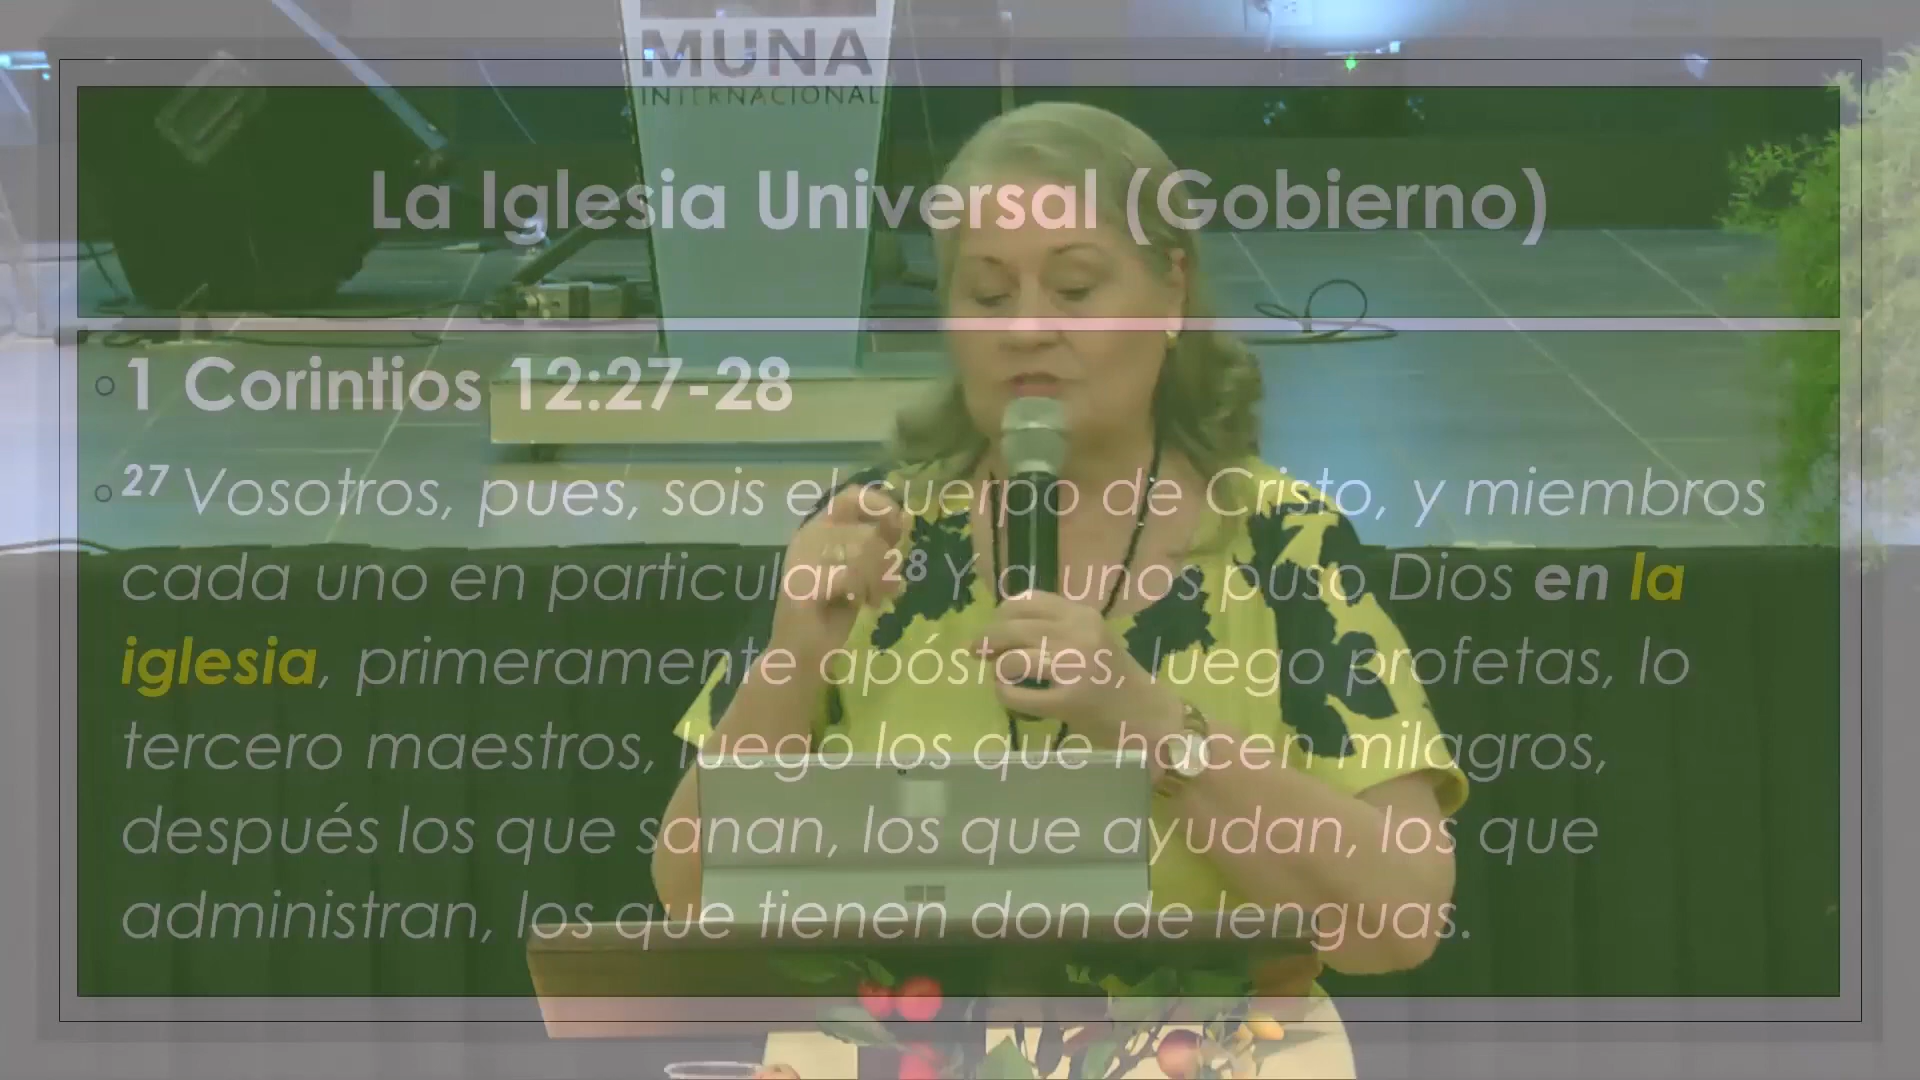 MUNA
INTERNACIONAL
La Iglesia Universal (Gobierno)
1 Corintios 12:27-28
27 Vosotros, pues, sois el cuerpo de Cristo, y miembros
cada uno en particular. 28 Y a unos puso Dios en la
iglesia, primeramente apóstoles, luego profetas, lo
tercero maestros, luego los que hacen milagros,
después los que sanan, los que ayudan, los que
administran, los que tienen don de lenguas.